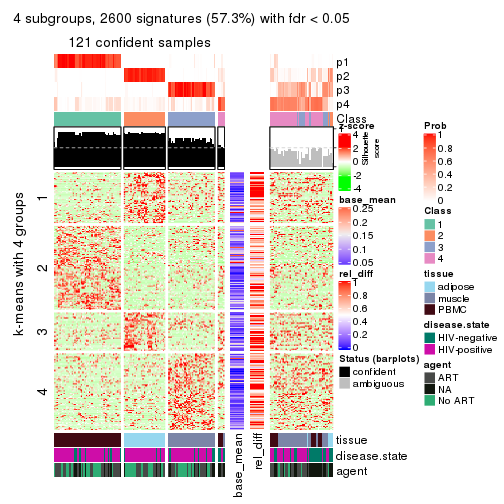 4 subgroups, 2600 signatures (57.3%) with fdr < 0.05
121 confident samples
p1
p2
p3
p4
Class
z-score
4
2
0
-2
-4
Silhouette
score
base_mean
0.25
0.2
0.15
0.1
0.05
rel_diff
1
0.8
0.6
0.4
0.2
0
Status (barplots)
confident
ambiguous
Prob
1
0.8
0.6
0.4
0.2
0
Class
1
2
3
4
tissue
adipose
muscle
PBMC
disease.state
HIV-negative
HIV-positive
agent
ART
NA
No ART
k-means with 4 groups
1
2
3
4
tissue
disease.state
agent
base_mean
rel_diff